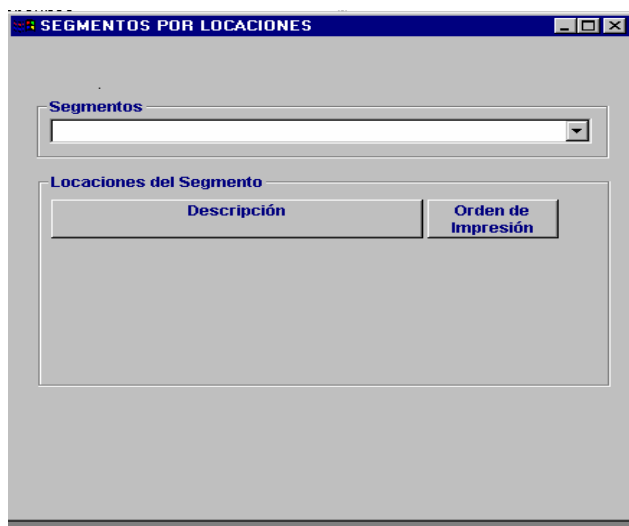 SEGMENTOS POR LOCACIONES
Segmentos
Locaciones del Segmento
Descripción
Orden de
Impresión